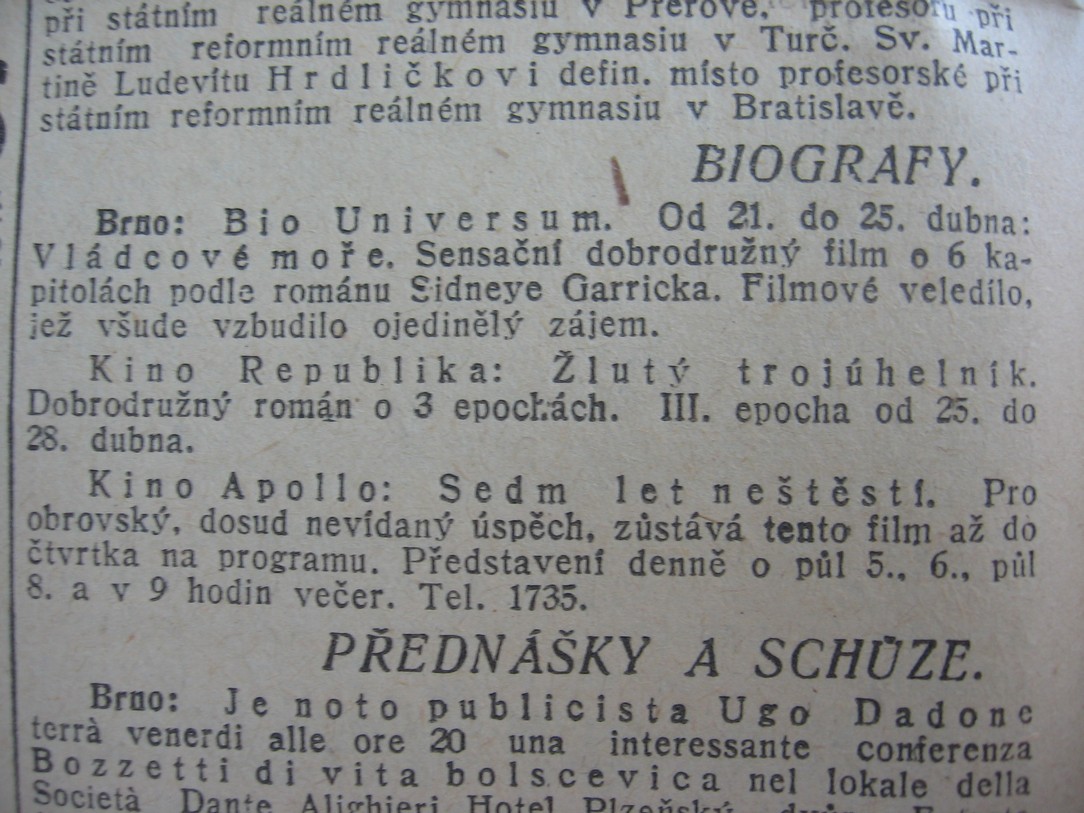 při státním reálném gymnasiu v Přerově, profesoru při
státním reformním reálném gymnasiu v Turč. Sv. Mar-
tině Ludevítu Hrdličkovi defin. místo profesorské při
státním reformním reálném gymnasiu v Bratislavě.
BIOGRAFY.
Brno: Bio Universum. Od 21. do 25. dubna:
Vládcové moře. Sensační dobrodružný film o 6 ka-
pitolách podle románu Sidneye Garricka. Filmové veledílo,
jež všude vzbudilo ojedinělý zájem.
Kino Republika: Žlutý trojúhelník.
Dobrodružný román o 3 epochách. III. epocha od 25. do
28. dubna.
Kino Apollo: Sedm let neštěstí. Pro
obrovský, dosud nevídaný úspěch, zůstává tento film až do
čtvrtka na programu. Představení denně o půl 5., 6., půl
8. a v 9 hodin večer. Tel. 1735.
PŘEDNÁŠKY A SCHŮZE.
Brno: Je noto publicista Ugo Dadone
terrà venerdi alle ore 20 una interessante conferenza
Bozzetti di vita bolscevica nel lokale della
Società Dante Alighieri Hotel Plzeňský